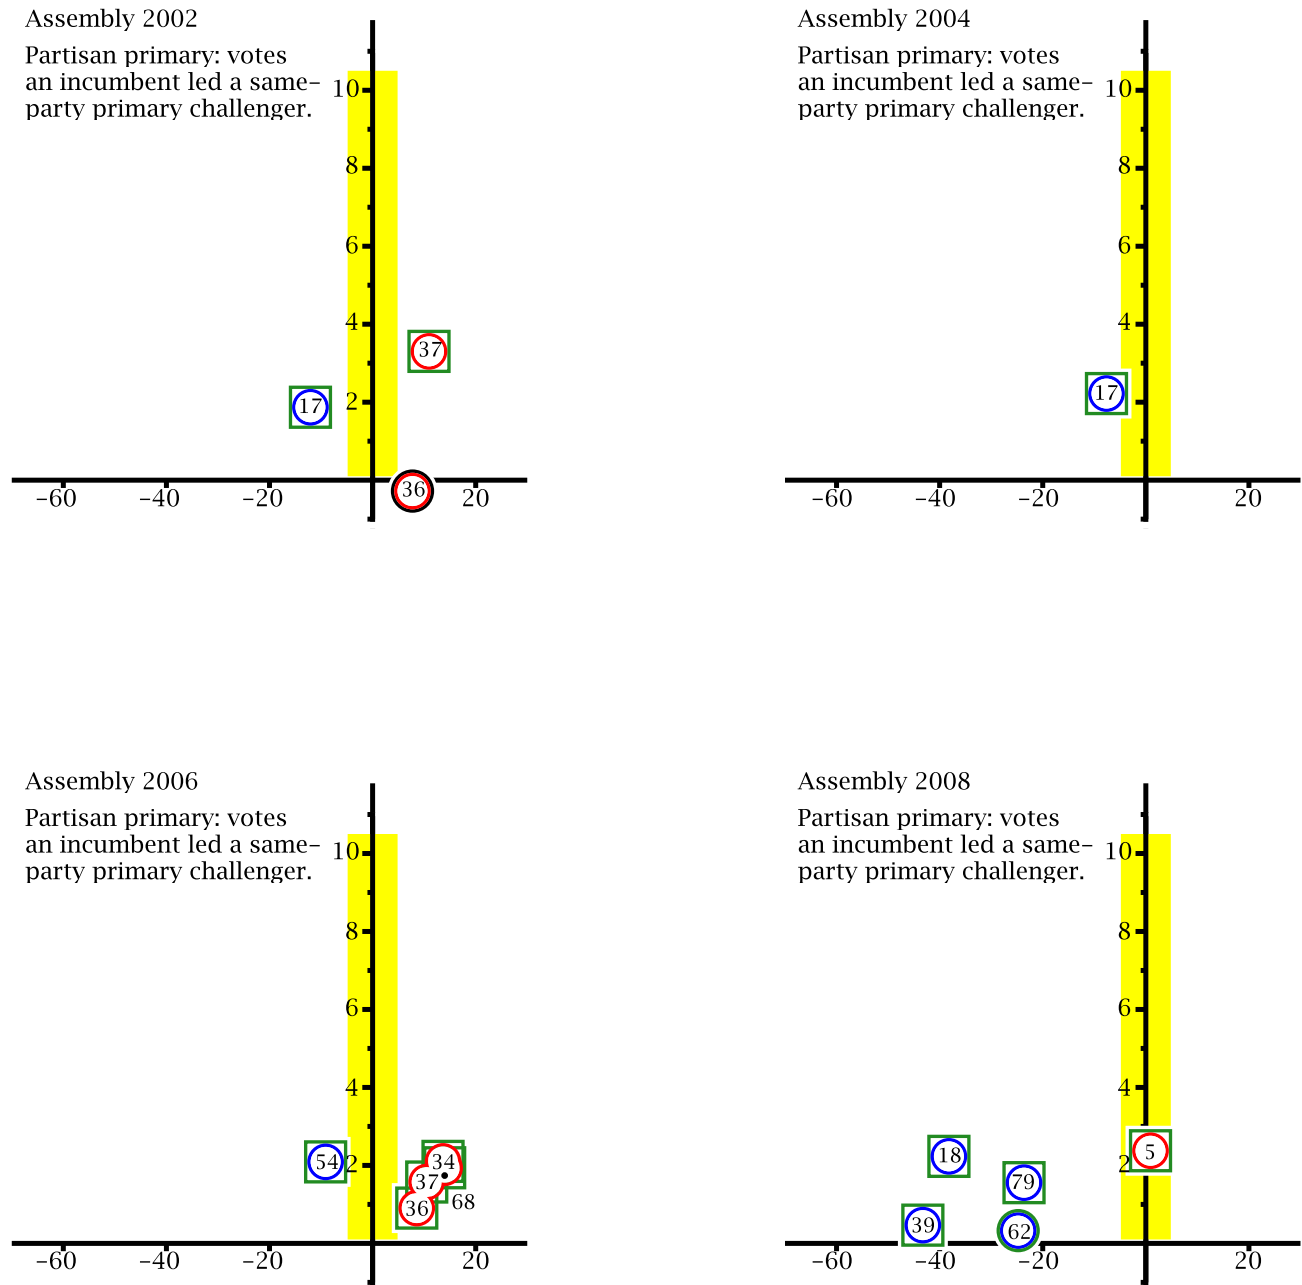 Assembly 2002
Partisan primary: votes
an incumbent led a same–
party primary challenger.
10
8
6
4
2
37
17
36
–60 –40 –20 20
Assembly 2004
Partisan primary: votes
an incumbent led a same–
party primary challenger.
10
8
6
4
2
17
–60 –40 –20 20
Assembly 2006
Partisan primary: votes
an incumbent led a same–
party primary challenger.
10
8
6
4
2
54
34
37
68
36
–60 –40 –20 20
Assembly 2008
Partisan primary: votes
an incumbent led a same–
party primary challenger.
10
8
6
4
2
5
18
79
39
62
–60 –40 –20 20